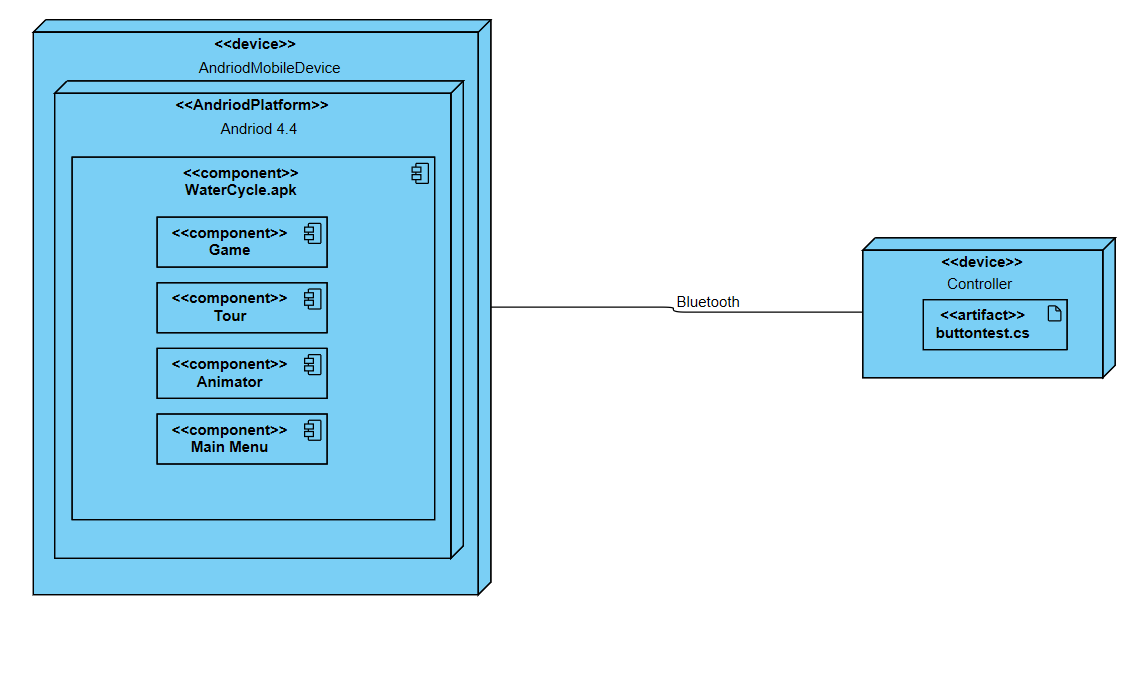 <<device>>
AndriodMobileDevice
<<AndriodPlatform>>
Andriod 4.4
<<component>>
WaterCycle.apk
<<component>>
Game
<<component>>
Tour
<<component>>
Animator
<<component>>
Main Menu
Bluetooth
<<device>>
Controller
<<artifact>>
buttontest.cs